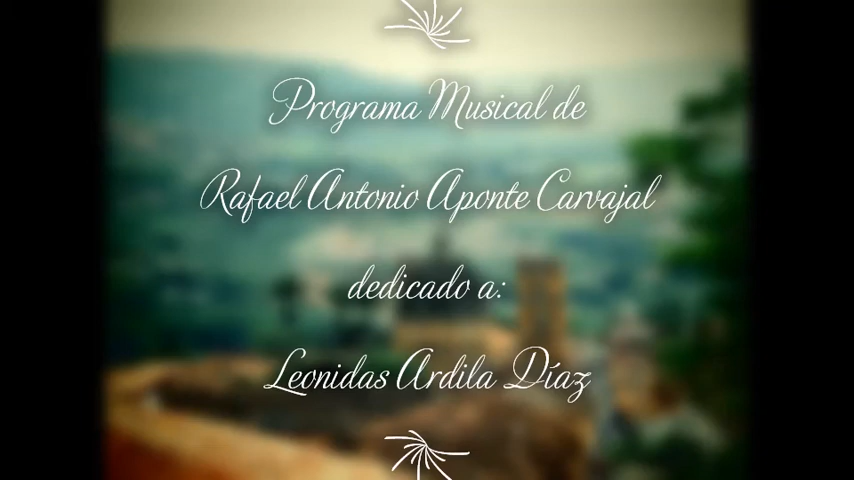 Programa Musical de
Rafael Antonio Aponte Carvajal
dedicado a:
Leonidas Ardila Díaz